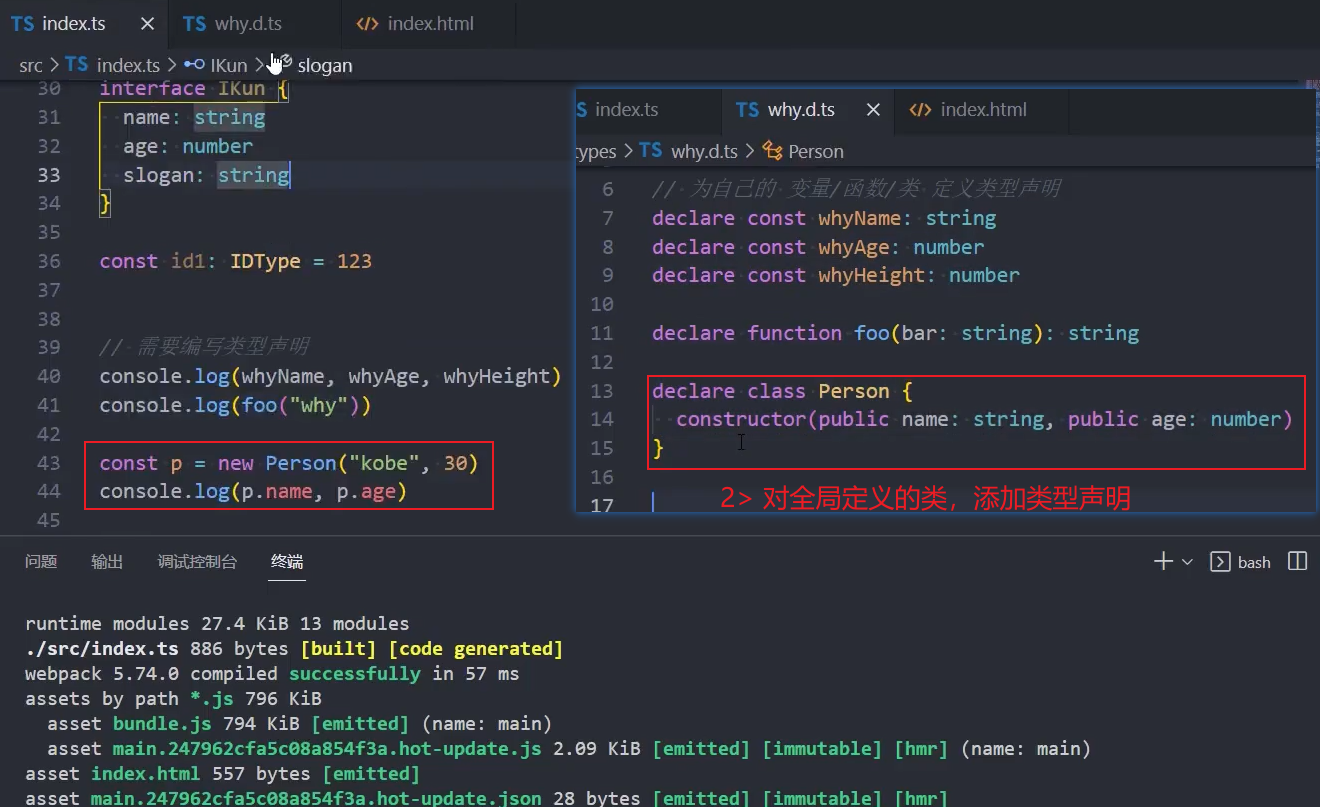 TS index.ts × TS why.d.ts <> index.html
src > TS index.ts > IKun > slogan
30 interface IKun {
31 name: string
32 age: number
33 slogan: string
34 }
35
36 const id1: IDType = 123
37
38
39 // 需要编写类型声明
40 console.log(whyName, whyAge, whyHeight)
41 console.log(foo("why"))
42
43 const p = new Person("kobe", 30)
44 console.log(p.name, p.age)
45
S index.ts TS why.d.ts × <> index.html
types > TS why.d.ts > Person
6 // 为自己的 变量/函数/类 定义类型声明
7 declare const whyName: string
8 declare const whyAge: number
9 declare const whyHeight: number
10
11 declare function foo(bar: string): string
12
13 declare class Person {
14 constructor(public name: string, public age: number)
15 }
16
17
2> 对全局定义的类，添加类型声明
问题 输出 调试控制台 终端 bash
runtime modules 27.4 KiB 13 modules
./src/index.ts 886 bytes [built] [code generated]
webpack 5.74.0 compiled successfully in 57 ms
assets by path *.js 796 KiB
asset bundle.js 794 KiB [emitted] (name: main)
asset main.247962cfa5c08a854f3a.hot-update.js 2.09 KiB [emitted] [immutable] [hmr] (name: main)
asset index.html 557 bytes [emitted]
asset main.247962cfa5c08a854f3a.hot-update.json 28 bytes [emitted] [immutable] [hmr]